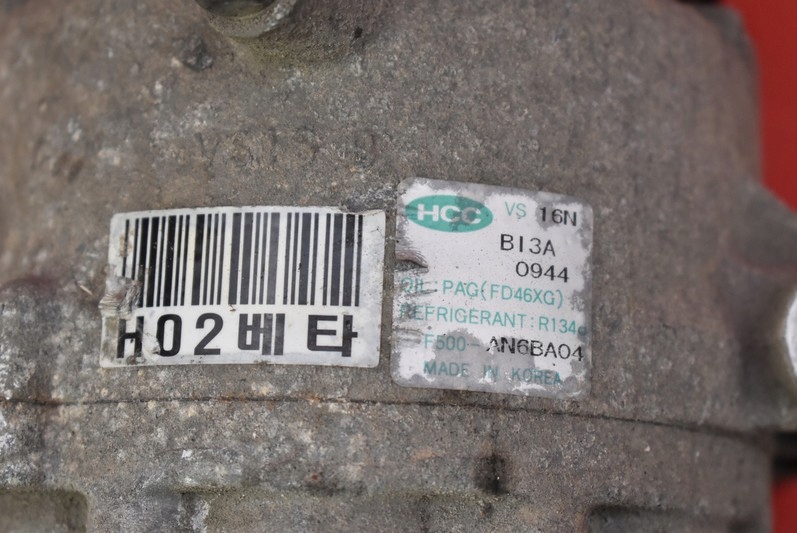 H02베타
HCC VS 16N
BI3A
0944
OIL: PAG(FD46XG)
REFRIGERANT: R134a
F500-AN6BA04
MADE IN KOREA